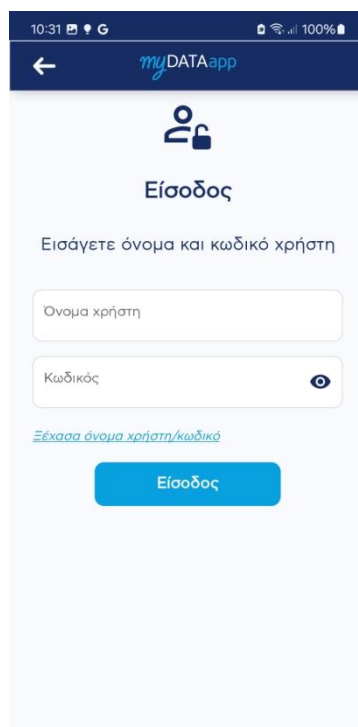 10:31 G 100%
myDATAapp
Είσοδος
Εισάγετε όνομα και κωδικό χρήστη
Όνομα χρήστη
Κωδικός
Ξέχασα όνομα χρήστη/κωδικό
Είσοδος